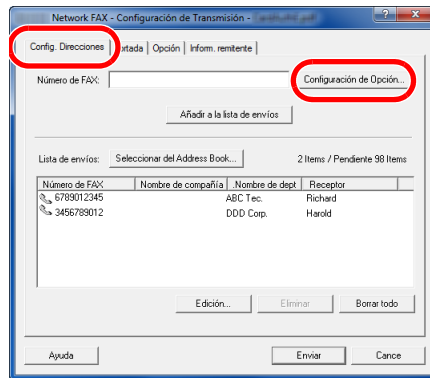 Network FAX - Configuración de Transmisión -
Config. Direcciones ortada Opción Inform. remitente
Número de FAX: Configuración de Opción...
Añadir a la lista de envíos
Lista de envíos: Seleccionar del Address Book... 2 Items / Pendiente 98 Items
Número de FAX Nombre de compañía .Nombre de dept Receptor
6789012345 ABC Tec. Richard
3456789012 DDD Corp. Harold
Edición... Eliminar Borrar todo
Ayuda Enviar Cance